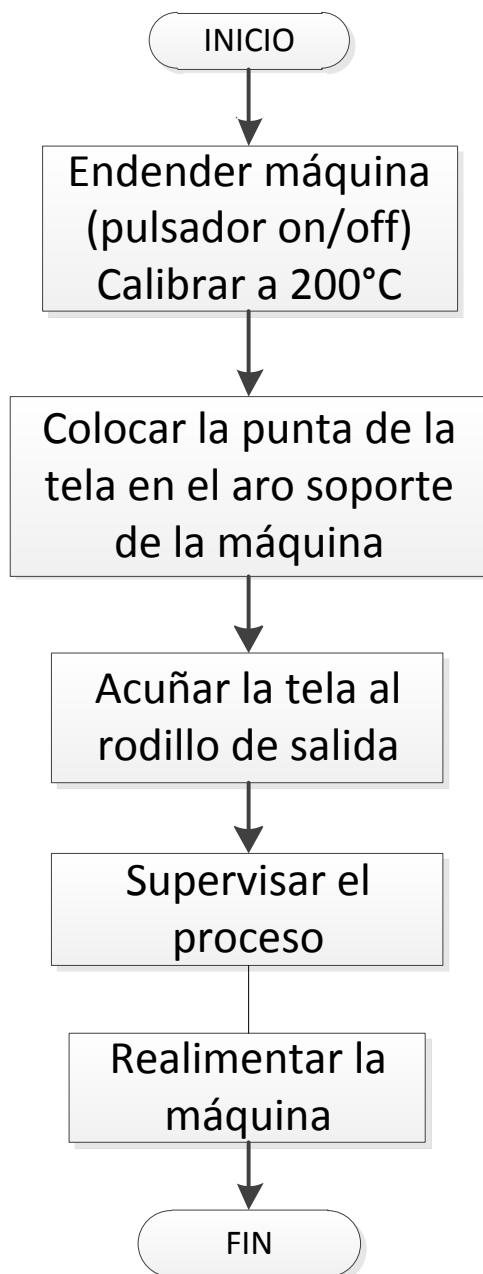 INICIO
Endender máquina
(pulsador on/off)
Calibrar a 200°C
Colocar la punta de la
tela en el aro soporte
de la máquina
Acuñar la tela al
rodillo de salida
Supervisar el
proceso
Realimentar la
máquina
FIN